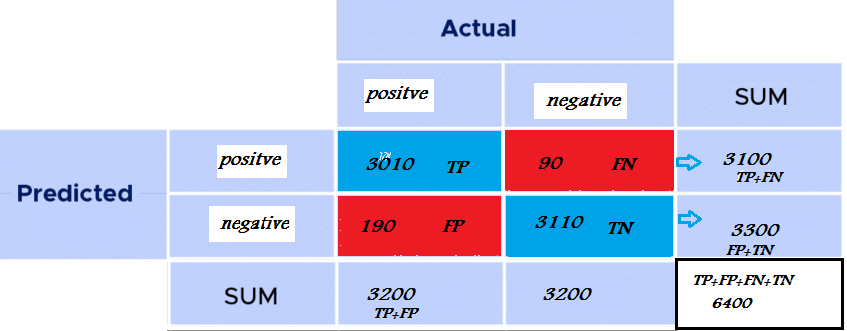 Actual
positve
negative
SUM
Predicted
positve
3010 TP
90 FN
3100
TP+FN
negative
190 FP
3110 TN
3300
FP+TN
SUM
3200
TP+FP
3200
TP+FP+FN+TN
6400